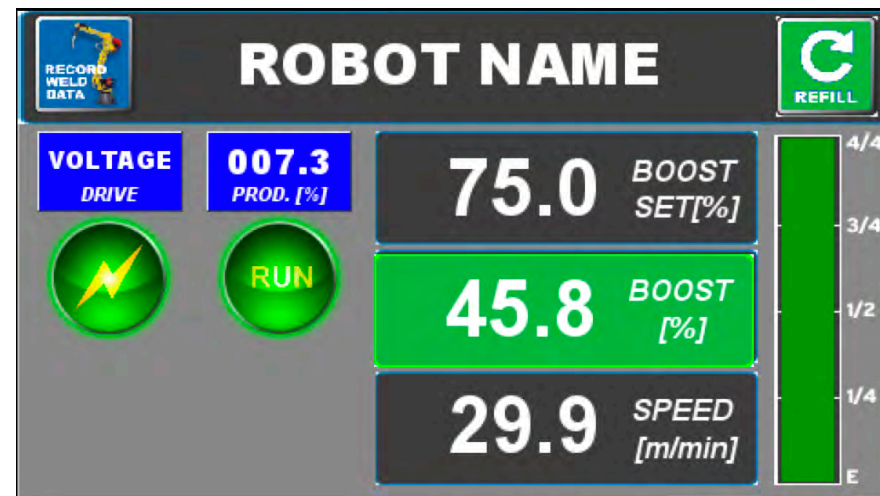 RECORD
WELD
DATA
ROBOT NAME
REFILL
VOLTAGE
DRIVE
007.3
PROD. [%]
RUN
75.0
BOOST
SET[%]
45.8
BOOST
[%]
29.9
SPEED
[m/min]
4/4
3/4
1/2
1/4
E